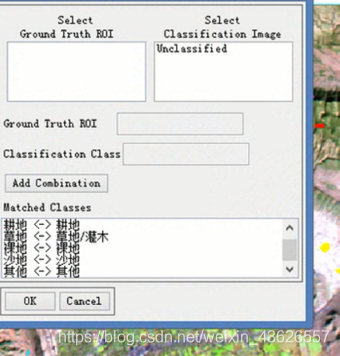 Select
Ground Truth ROI
Select
Classification Image
Unclassified
Ground Truth ROI
Classification Class
Add Combination
Matched Classes
耕地 <-> 耕地
草地 <-> 草地/灌木
裸地 <-> 裸地
沙地 <-> 沙地
其他 <-> 其他
OK
Cancel
https://blog.csdn.net/weixin_43626557